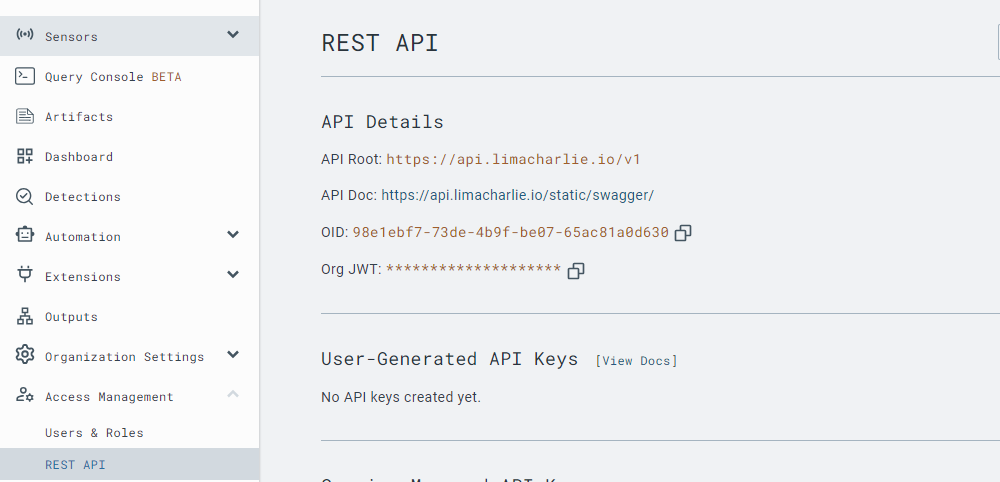 Sensors
Query Console BETA
Artifacts
Dashboard
Detections
Automation
Extensions
Outputs
Organization Settings
Access Management
Users & Roles
REST API
REST API
API Details
API Root: https://api.limacharlie.io/v1
API Doc: https://api.limacharlie.io/static/swagger/
OID: 98e1ebf7-73de-4b9f-be07-65ac81a0d630
Org JWT: ********************
User-Generated API Keys [View Docs]
No API keys created yet.